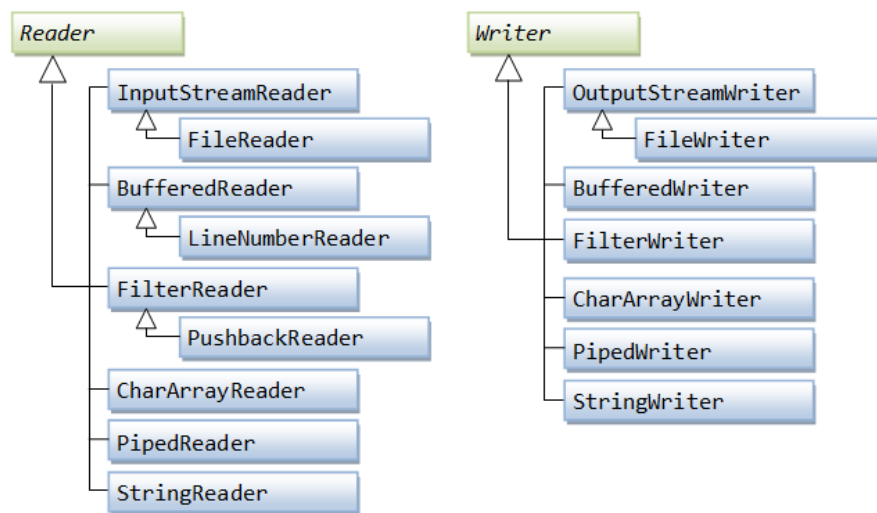 Reader
InputStreamReader
FileReader
BufferedReader
LineNumberReader
FilterReader
PushbackReader
CharArrayReader
PipedReader
StringReader
Writer
OutputStreamWriter
FileWriter
BufferedWriter
FilterWriter
CharArrayWriter
PipedWriter
StringWriter